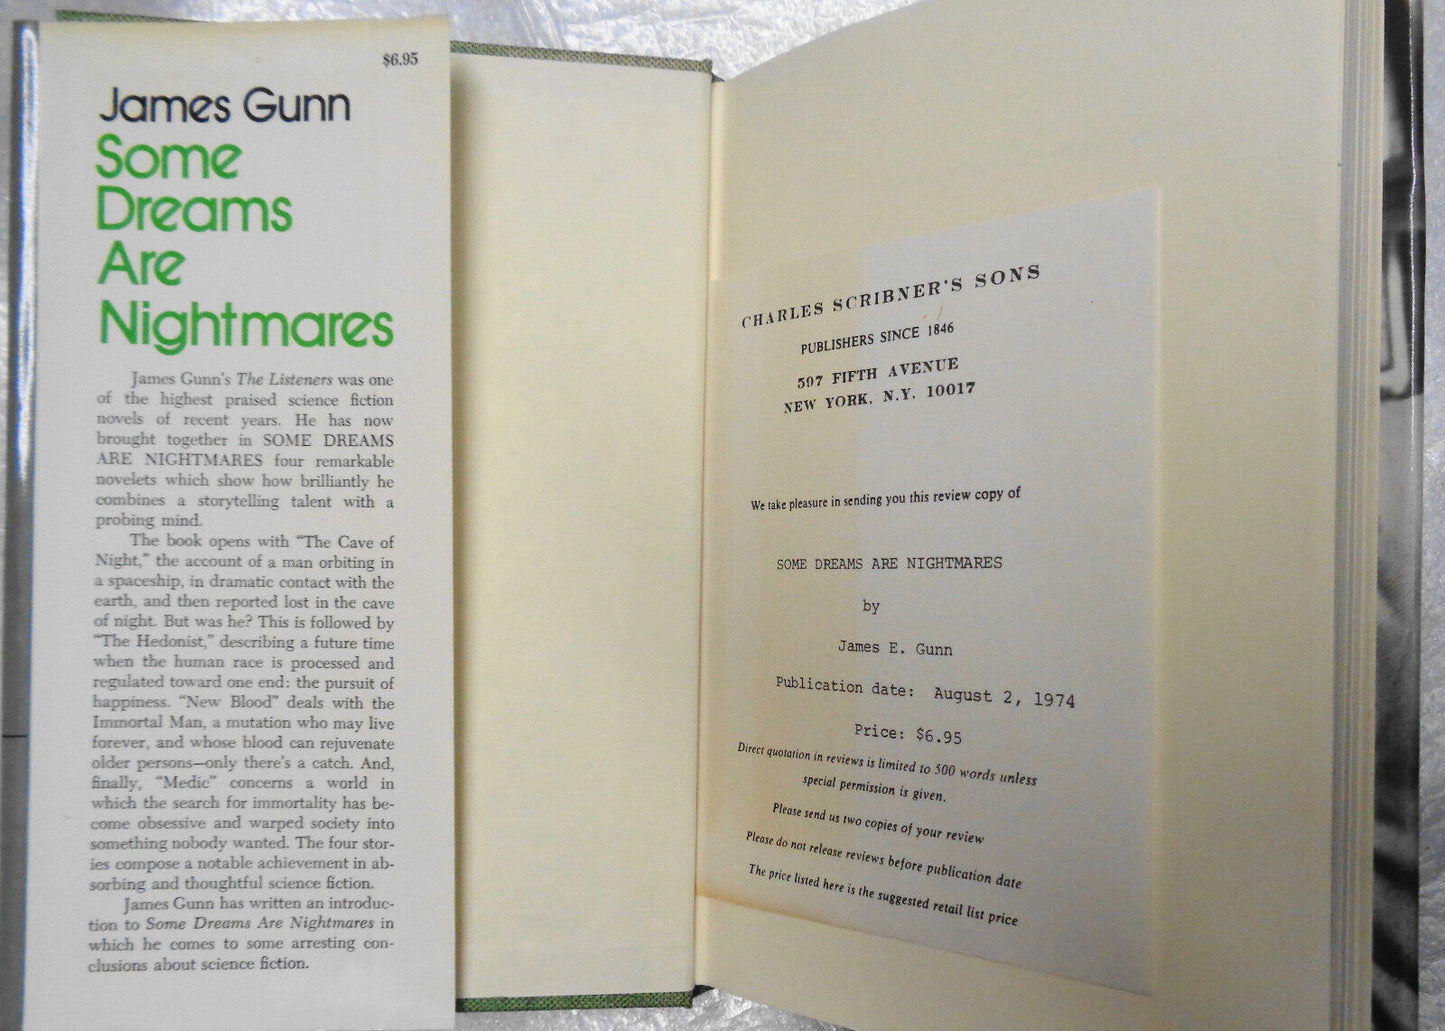 $6.95
James Gunn
Some
Dreams
Are
Nightmares
James Gunn's The Listeners was one
of the highest praised science fiction
novels of recent years. He has now
brought together in SOME DREAMS
ARE NIGHTMARES four remarkable
novelets which show how brilliantly he
combines a storytelling talent with a
probing mind.
The book opens with "The Cave of
Night," the account of a man orbiting in
a spaceship, in dramatic contact with the
earth, and then reported lost in the cave
of night. But was he? This is followed by
"The Hedonist," describing a future time
when the human race is processed and
regulated toward one end: the pursuit of
happiness. "New Blood" deals with the
Immortal Man, a mutation who may live
forever, and whose blood can rejuvenate
older persons—only there's a catch. And,
finally, "Medic" concerns a world in
which the search for immortality has be-
come obsessive and warped society into
something nobody wanted. The four stor-
ies compose a notable achievement in ab-
sorbing and thoughtful science fiction.
James Gunn has written an introduc-
tion to Some Dreams Are Nightmares in
which he comes to some arresting con-
clusions about science fiction.
CHARLES SCRIBNER'S SONS
PUBLISHERS SINCE 1846
597 FIFTH AVENUE
NEW YORK, N.Y. 10017
We take pleasure in sending you this review copy of
SOME DREAMS ARE NIGHTMARES
by
James E. Gunn
Publication date: August 2, 1974
Price: $6.95
Direct quotation in reviews is limited to 500 words unless
special permission is given.
Please send us two copies of your review
Please do not release reviews before publication date
The price listed here is the suggested retail list price